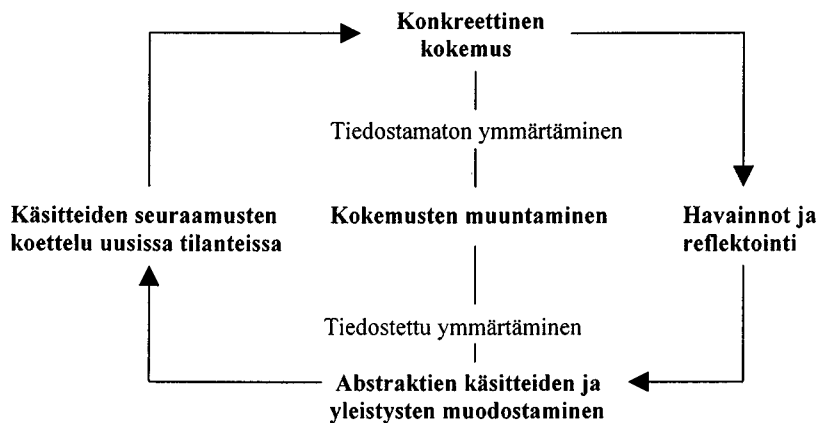 Konkreettinen
kokemus
Tiedostamaton ymmärtäminen
Käsitteiden seuraamusten
koettelu uusissa tilanteissa
Kokemusten muuntaminen
Havainnot ja
reflektointi
Tiedostettu ymmärtäminen
Abstraktien käsitteiden ja
yleistysten muodostaminen